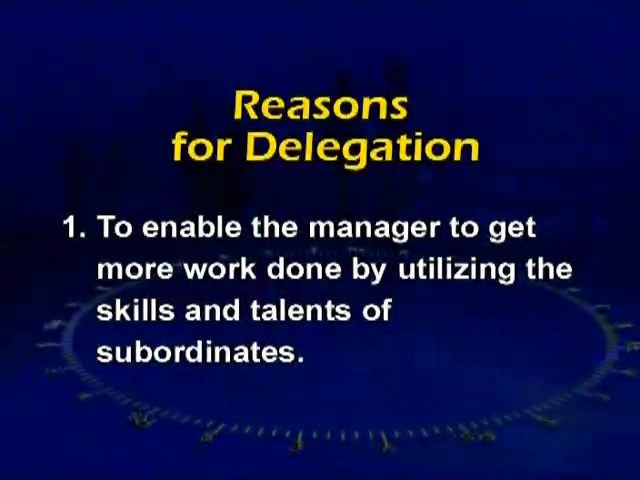 Reasons
for Delegation
1. To enable the manager to get
more work done by utilizing the
skills and talents of
subordinates.